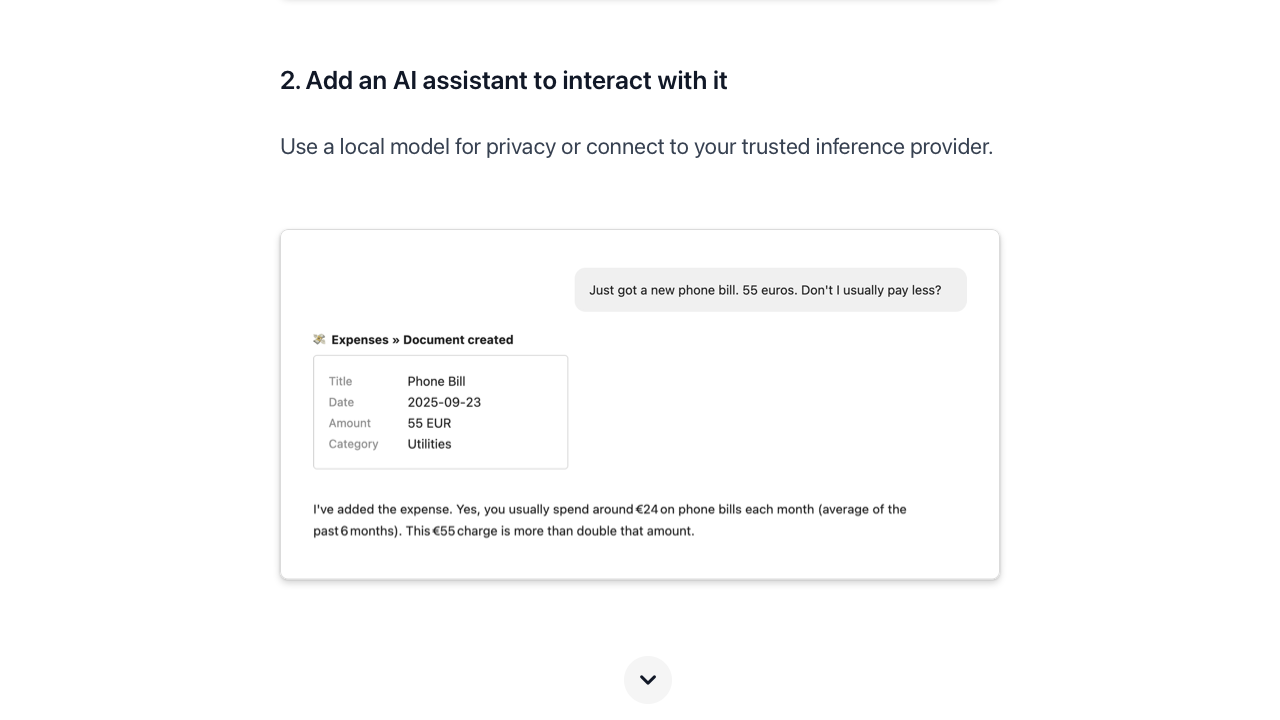 2. Add an AI assistant to interact with it
Use a local model for privacy or connect to your trusted inference provider.
Just got a new phone bill. 55 euros. Don't I usually pay less?
Expenses » Document created
Title Phone Bill
Date 2025-09-23
Amount 55 EUR
Category Utilities
I've added the expense. Yes, you usually spend around €24 on phone bills each month (average of the
past 6 months). This €55 charge is more than double that amount.